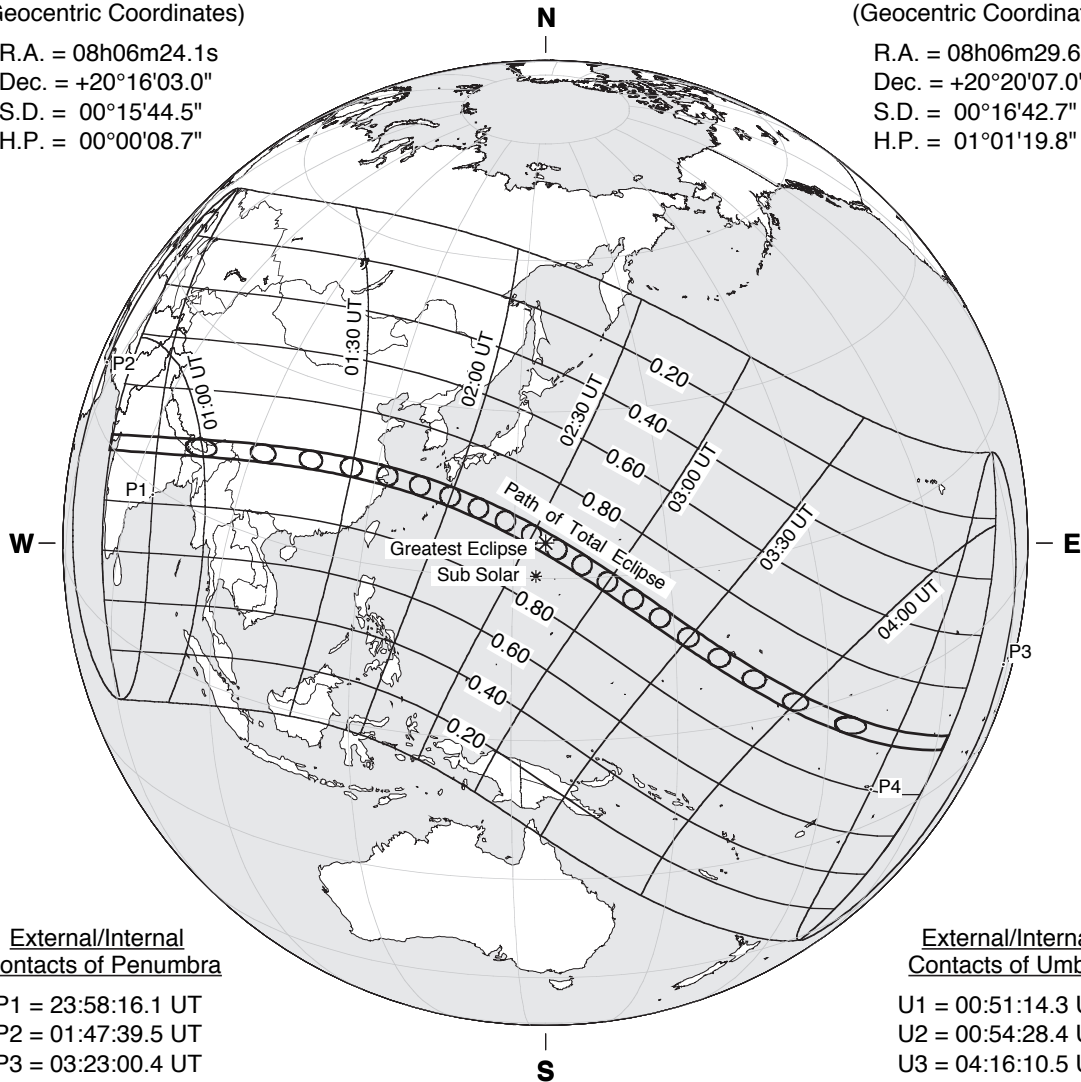 Geocentric Coordinates)
R.A. = 08h06m24.1s
Dec. = +20°16'03.0"
S.D. = 00°15'44.5"
H.P. = 00°00'08.7"
N
(Geocentric Coordinat
R.A. = 08h06m29.6
Dec. = +20°20'07.0"
S.D. = 00°16'42.7"
H.P. = 01°01'19.8"
P2
01:00 UT
01:30 UT
02:00 UT
02:30 UT
03:00 UT
03:30 UT
04:00 UT
0.20
0.40
0.60
0.80
P1
Path of Total Eclipse
W
Greatest Eclipse
Sub Solar
E
0.80
0.60
0.40
0.20
P3
P4
External/Internal
ontacts of Penumbra
P1 = 23:58:16.1 UT
P2 = 01:47:39.5 UT
P3 = 03:23:00.4 UT
External/Interna
Contacts of Umb
U1 = 00:51:14.3 U
U2 = 00:54:28.4 U
U3 = 04:16:10.5 U
S